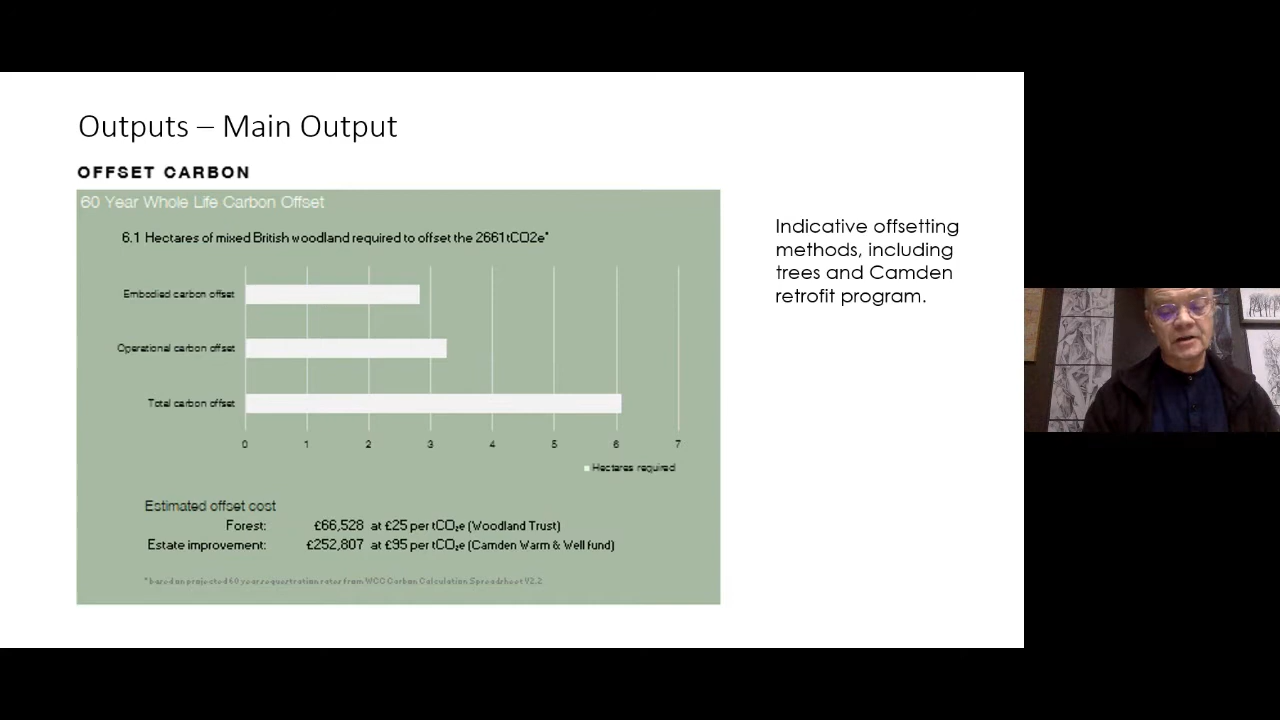 Outputs – Main Output
OFFSET CARBON
60 Year Whole Life Carbon Offset
6.1 Hectares of mixed British woodland required to offset the 2661tCO2e*
Embodied carbon offset
Operational carbon offset
Total carbon offset
0 1 2 3 4 5 6 7
Hectares required
Estimated offset cost
Forest: £66,528 at £25 per tCO₂e (Woodland Trust)
Estate improvement: £252,807 at £95 per tCO₂e (Camden Warm & Well fund)
*based on projected 60 year sequestration rates from WCC Carbon Calculation Spreadsheet V2.2
Indicative offsetting
methods, including
trees and Camden
retrofit program.